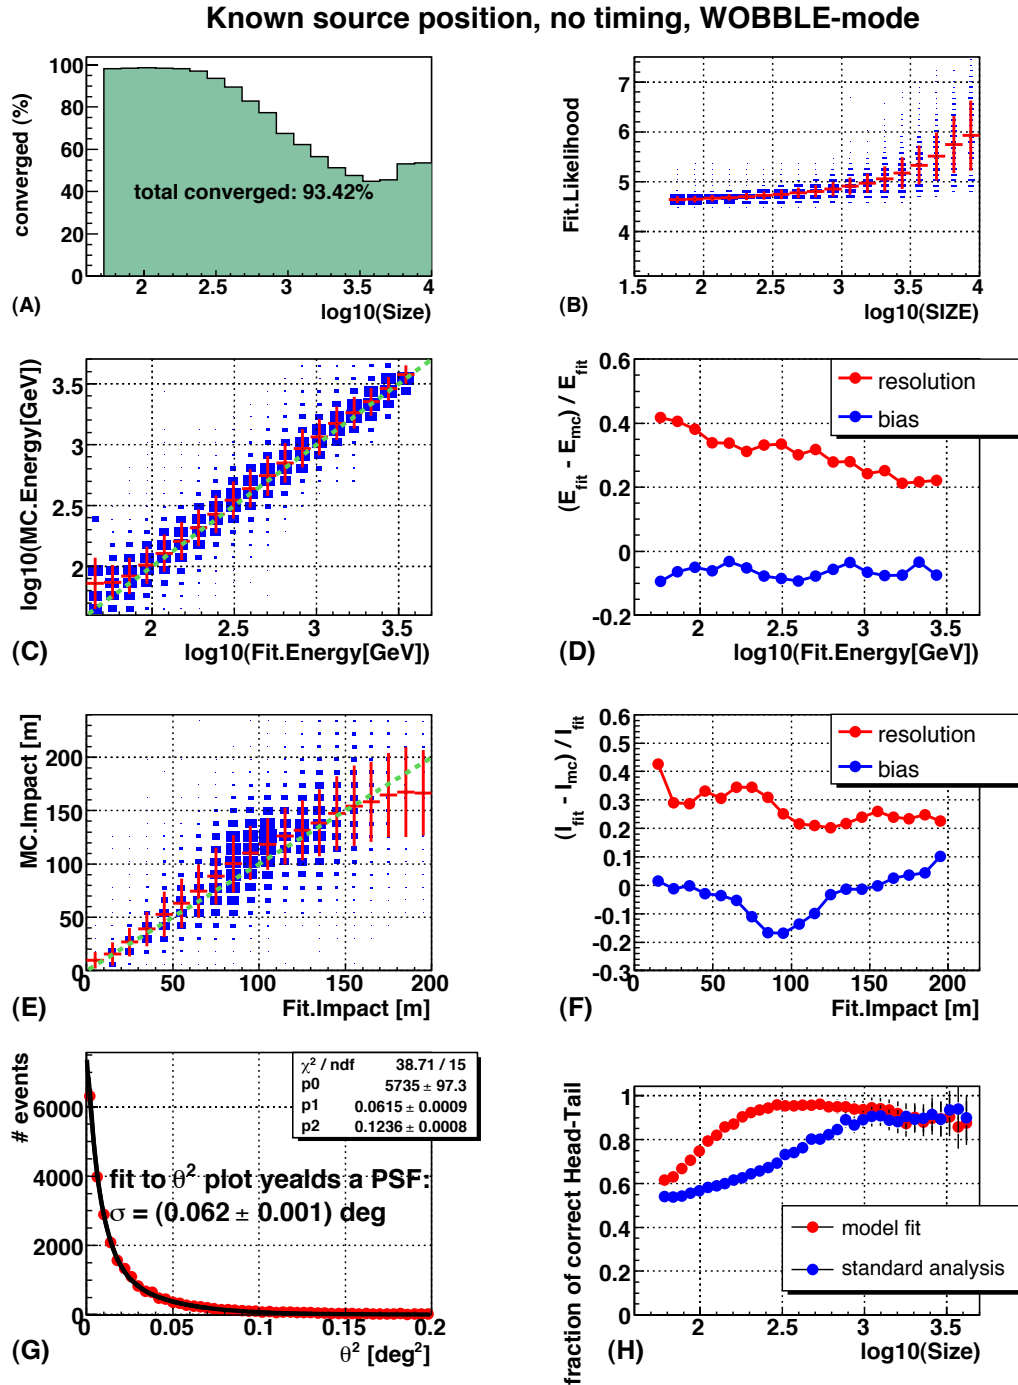 Known source position, no timing, WOBBLE-mode
converged (%)
100
80
60
40
20
0
total converged: 93.42%
2 2.5 3 3.5 4
log10(Size)
(A)
Fit.Likelihood
7
6
5
4
1.5 2 2.5 3 3.5 4
log10(SIZE)
(B)
log10(MC.Energy[GeV])
3.5
3
2.5
2
2 2.5 3 3.5
log10(Fit.Energy[GeV])
(C)
(E_fit - E_mc) / E_fit
0.6
0.4
0.2
0
-0.2
resolution
bias
2 2.5 3 3.5
log10(Fit.Energy[GeV])
(D)
MC.Impact [m]
200
150
100
50
0
0 50 100 150 200
Fit.Impact [m]
(E)
(I_fit - I_mc) / I_fit
0.6
0.5
0.4
0.3
0.2
0.1
0
-0.1
-0.2
-0.3
resolution
bias
0 50 100 150 200
Fit.Impact [m]
(F)
# events
6000
4000
2000
0
χ² / ndf 38.71 / 15
p0 5735 ± 97.3
p1 0.0615 ± 0.0009
p2 0.1236 ± 0.0008
fit to θ² plot yealds a PSF:
σ = (0.062 ± 0.001) deg
0 0.05 0.1 0.15 0.2
θ² [deg²]
(G)
fraction of correct Head-Tail
1
0.8
0.6
0.4
0.2
0
model fit
standard analysis
2 2.5 3 3.5
log10(Size)
(H)